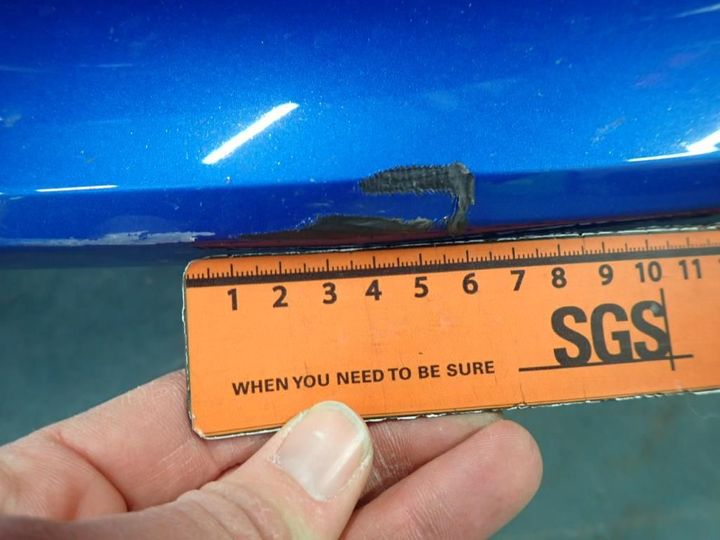 1 2 3 4 5 6 7 8 9 10 11
SGS
WHEN YOU NEED TO BE SURE